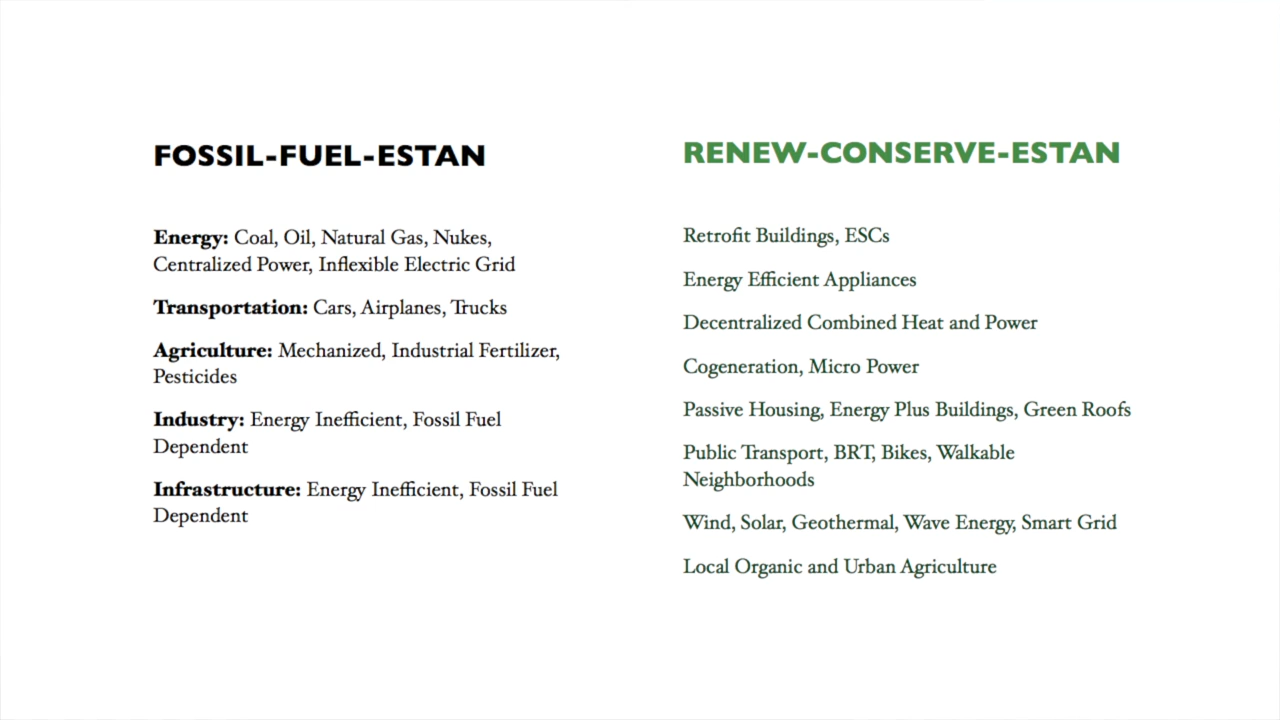 FOSSIL-FUEL-ESTAN
Energy: Coal, Oil, Natural Gas, Nukes,
Centralized Power, Inflexible Electric Grid
Transportation: Cars, Airplanes, Trucks
Agriculture: Mechanized, Industrial Fertilizer,
Pesticides
Industry: Energy Inefficient, Fossil Fuel
Dependent
Infrastructure: Energy Inefficient, Fossil Fuel
Dependent
RENEW-CONSERVE-ESTAN
Retrofit Buildings, ESCs
Energy Efficient Appliances
Decentralized Combined Heat and Power
Cogeneration, Micro Power
Passive Housing, Energy Plus Buildings, Green Roofs
Public Transport, BRT, Bikes, Walkable
Neighborhoods
Wind, Solar, Geothermal, Wave Energy, Smart Grid
Local Organic and Urban Agriculture